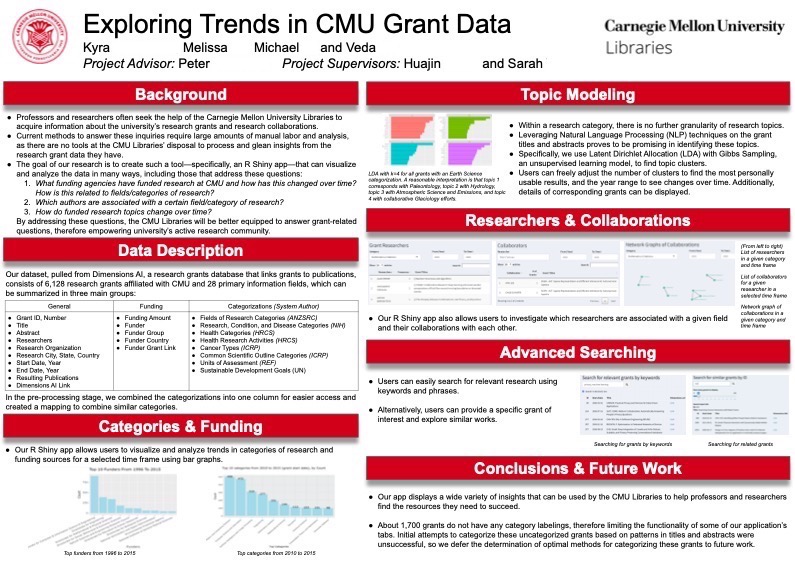 Exploring Trends in CMU Grant Data
Kyra Melissa Michael and Veda
Project Advisor: Peter Project Supervisors: Huajin and Sarah
Carnegie Mellon University
Libraries
Background
● Professors and researchers often seek the help of the Carnegie Mellon University Libraries to
acquire information about the university's research grants and research collaborations.
● Current methods to answer these inquiries require large amounts of manual labor and analysis,
as there are no tools at the CMU Libraries' disposal to process and glean insights from the
research grant data they have.
● The goal of our research is to create such a tool—specifically, an R Shiny app—that can visualize
and analyze the data in many ways, including those that address these questions:
1. What funding agencies have funded research at CMU and how has this changed over time?
How is this related to fields/categories of research?
2. Which authors are associated with a certain field/category of research?
3. How do funded research topics change over time?
By addressing these questions, the CMU Libraries will be better equipped to answer grant-related
questions, therefore empowering university's active research community.
Data Description
Our dataset, pulled from Dimensions AI, a research grants database that links grants to publications,
consists of 6,128 research grants affiliated with CMU and 28 primary information fields, which
can be summarized in three main groups:
General
● Grant ID, Number
● Title
● Abstract
● Researchers
● Research Organization
● Research City, State, Country
● Start Date, Year
● End Date, Year
● Resulting Publications
● Dimensions AI Link
Funding
● Funding Amount
● Funder
● Funder Group
● Funder Country
● Funder Grant Link
Categorizations (System Author)
● Fields of Research Categories (ANZSRC)
● Research, Condition, and Disease Categories (NIH)
● Health Categories (HRCS)
● Health Research Activities (HRCS)
● Cancer Types (ICRP)
● Common Scientific Outline Categories (ICRP)
● Units of Assessment (REF)
● Sustainable Development Goals (UN)
In the pre-processing stage, we combined the categorizations into one column for easier access and
created a mapping to combine similar categories.
Categories & Funding
● Our R Shiny app allows users to visualize and analyze trends in categories of research and
funding sources for a selected time frame using bar graphs.
Top 10 Funders From 1996 To 2015
Top funders from 1996 to 2015
Top categories from 2010 to 2015
Topic Modeling
LDA with k=4 for all grants with an Earth Science
categorization. A reasonable interpretation is that topic 1
corresponds with Paleontology, topic 2 with Hydrology,
topic 3 with Atmospheric Science and Emissions, and topic
4 with collaborative Glaciology efforts.
● Within a research category, there is no further granularity of research topics.
● Leveraging Natural Language Processing (NLP) techniques on the grant
titles and abstracts proves to be promising in identifying these topics.
● Specifically, we use Latent Dirichlet Allocation (LDA) with Gibbs Sampling,
an unsupervised learning model, to find topic clusters.
● Users can freely adjust the number of clusters to find the most personally
usable results, and the year range to see changes over time. Additionally,
details of corresponding grants can be displayed.
Researchers & Collaborations
Grant Researchers
Collaborators
Network Graphs of Collaborations
(From left to right)
List of researchers
in a given category
and time frame
List of collaborators
for a given
researcher in a
selected time frame
Network graph of
collaborations in a
given category and
time frame
● Our R Shiny app also allows users to investigate which researchers are associated with a given field
and their collaborations with each other.
Advanced Searching
● Users can easily search for relevant research using
keywords and phrases.
● Alternatively, users can provide a specific grant of
interest and explore similar works.
Search for relevant grants by keywords
Search for similar grants by ID
Searching for grants by keywords
Searching for related grants
Conclusions & Future Work
● Our app displays a wide variety of insights that can be used by the CMU Libraries to help professors and researchers
find the resources they need to succeed.
● About 1,700 grants do not have any category labelings, therefore limiting the functionality of some of our application's
tabs. Initial attempts to categorize these uncategorized grants based on patterns in titles and abstracts were
unsuccessful, so we defer the determination of optimal methods for categorizing these grants to future work.